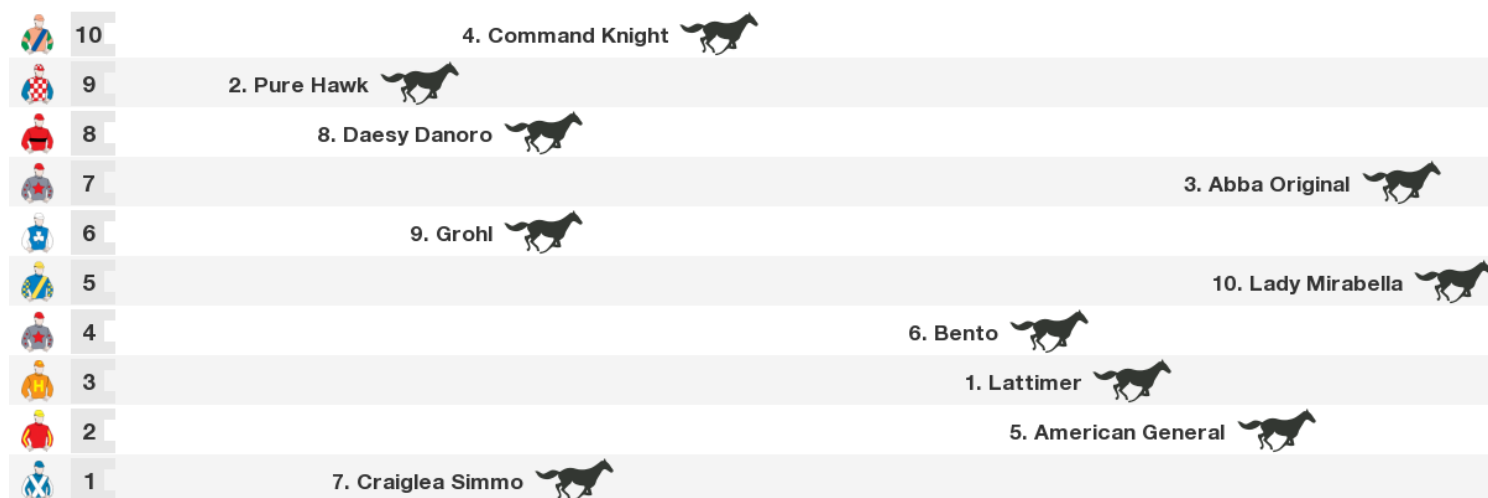 10 4. Command Knight
9 2. Pure Hawk
8 8. Daesy Danoro
7 3. Abba Original
6 9. Grohl
5 10. Lady Mirabella
4 6. Bento
3 H 1. Lattimer
2 5. American General
1 7. Craiglea Simmo